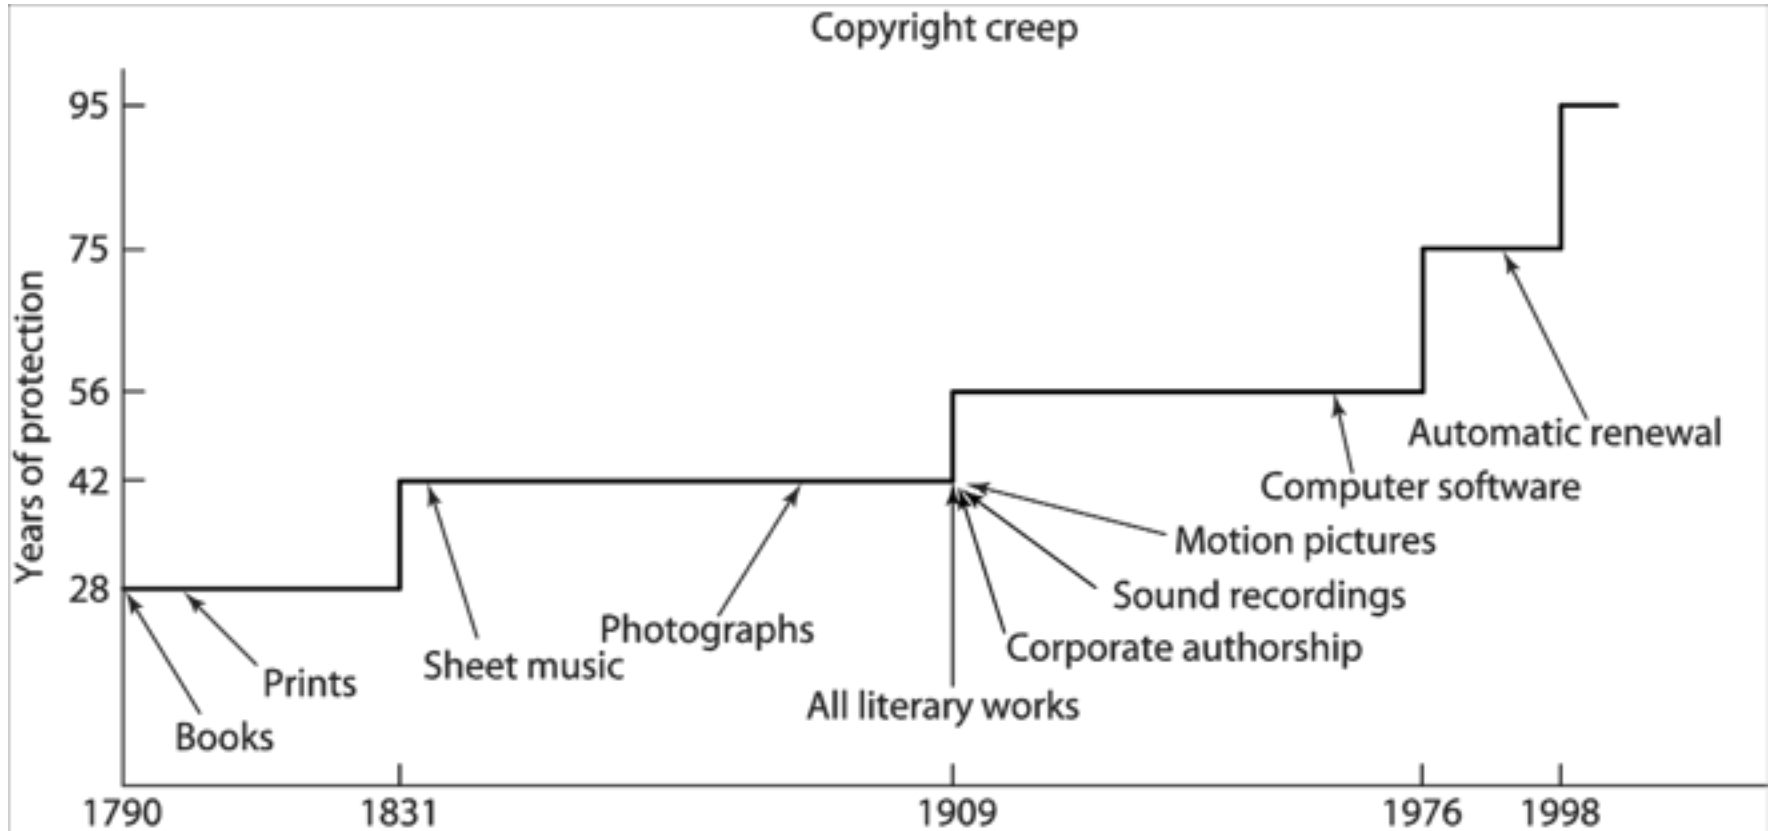 Copyright creep
Years of protection
95
75
56
42
28
Automatic renewal
Computer software
Motion pictures
Sound recordings
Corporate authorship
Photographs
Sheet music
All literary works
Prints
Books
1790
1831
1909
1976
1998